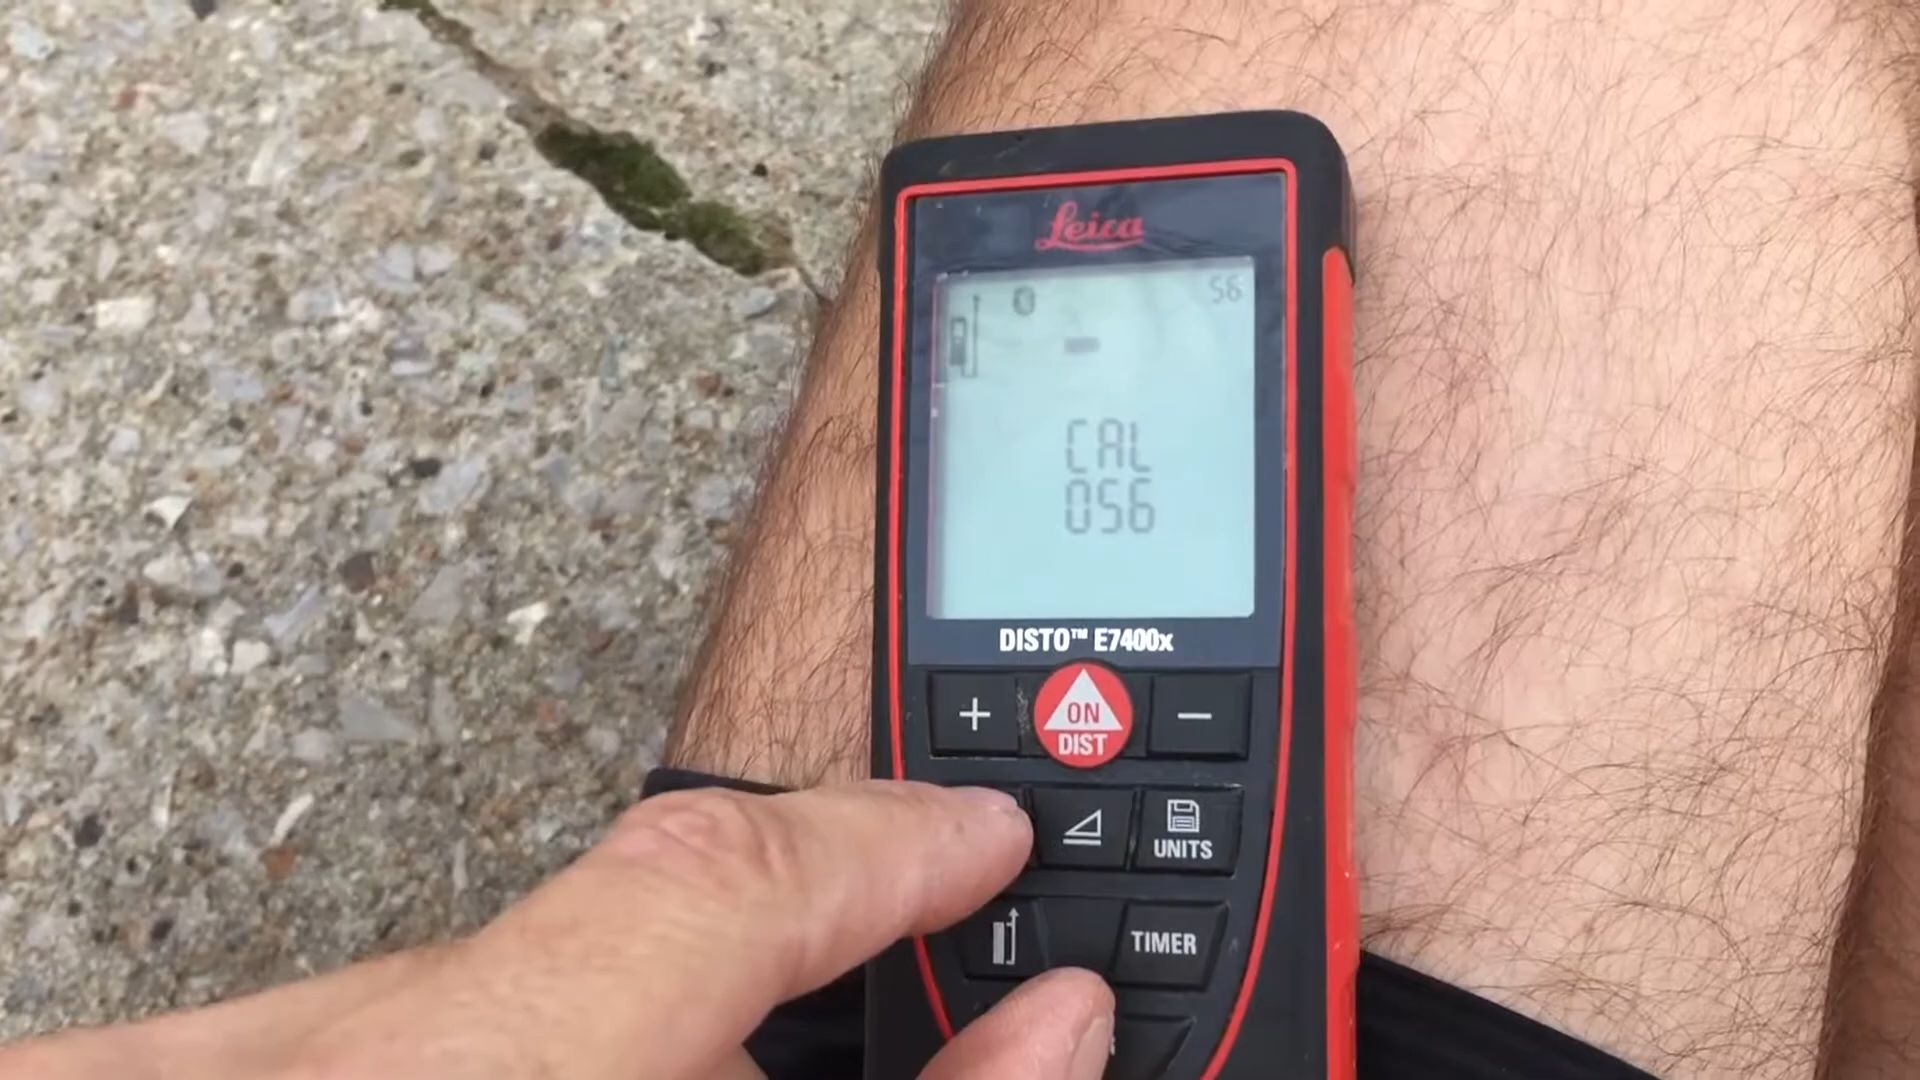 Leica
56
CAL
056
DISTO™ E7400x
+
ON
DIST
−
UNITS
TIMER